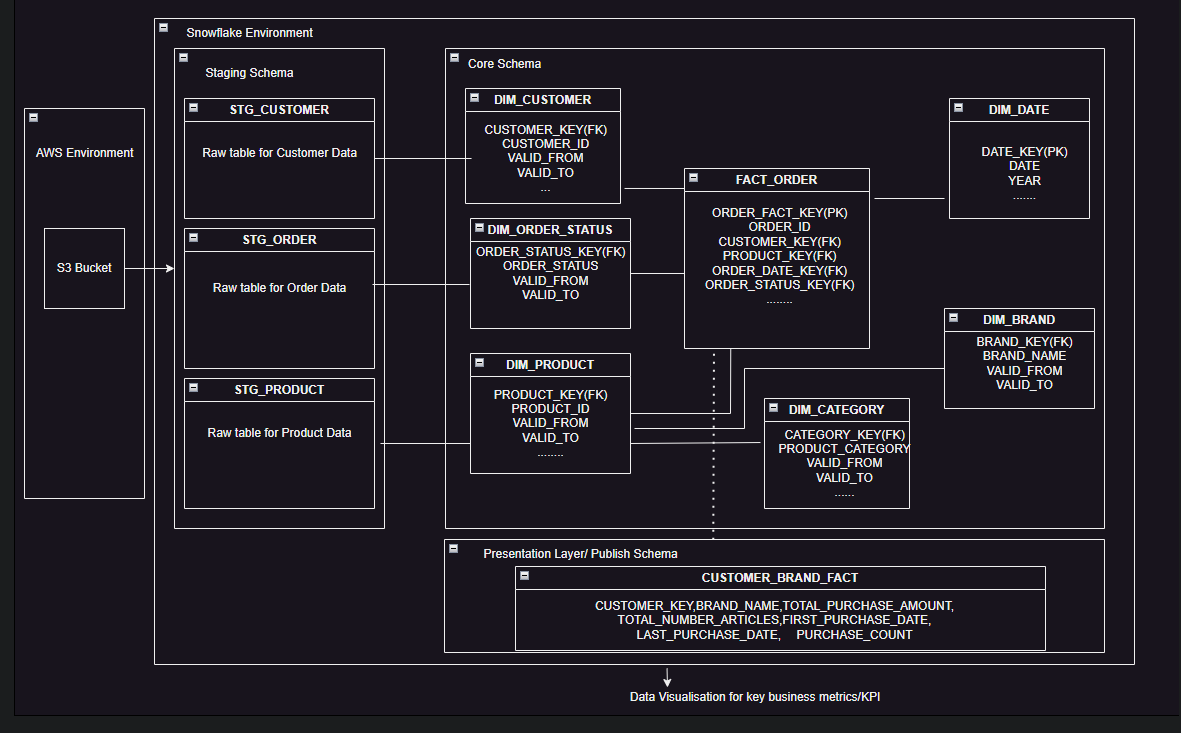 Snowflake Environment
Staging Schema
STG_CUSTOMER
Raw table for Customer Data
STG_ORDER
Raw table for Order Data
STG_PRODUCT
Raw table for Product Data
AWS Environment
S3 Bucket
Core Schema
DIM_CUSTOMER
CUSTOMER_KEY(FK)
CUSTOMER_ID
VALID_FROM
VALID_TO
...
DIM_ORDER_STATUS
ORDER_STATUS_KEY(FK)
ORDER_STATUS
VALID_FROM
VALID_TO
DIM_PRODUCT
PRODUCT_KEY(FK)
PRODUCT_ID
VALID_FROM
VALID_TO
........
FACT_ORDER
ORDER_FACT_KEY(PK)
ORDER_ID
CUSTOMER_KEY(FK)
PRODUCT_KEY(FK)
ORDER_DATE_KEY(FK)
ORDER_STATUS_KEY(FK)
........
DIM_DATE
DATE_KEY(PK)
DATE
YEAR
.......
DIM_BRAND
BRAND_KEY(FK)
BRAND_NAME
VALID_FROM
VALID_TO
DIM_CATEGORY
CATEGORY_KEY(FK)
PRODUCT_CATEGORY
VALID_FROM
VALID_TO
......
Presentation Layer/ Publish Schema
CUSTOMER_BRAND_FACT
CUSTOMER_KEY,BRAND_NAME,TOTAL_PURCHASE_AMOUNT,
TOTAL_NUMBER_ARTICLES,FIRST_PURCHASE_DATE,
LAST_PURCHASE_DATE, PURCHASE_COUNT
Data Visualisation for key business metrics/KPI